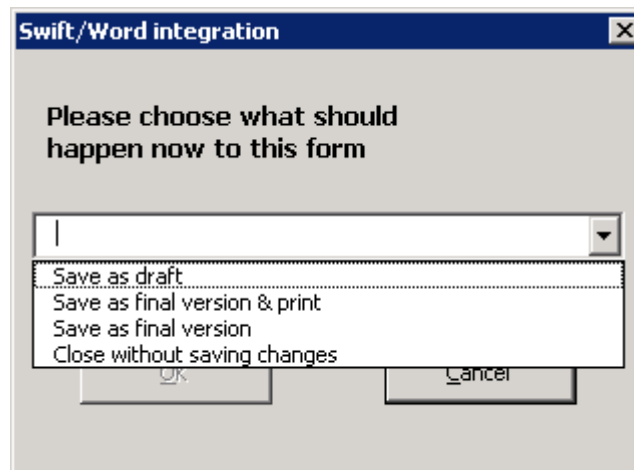 Swift/Word integration
Please choose what should
happen now to this form
Save as draft
Save as final version & print
Save as final version
Close without saving changes
OK
Cancel